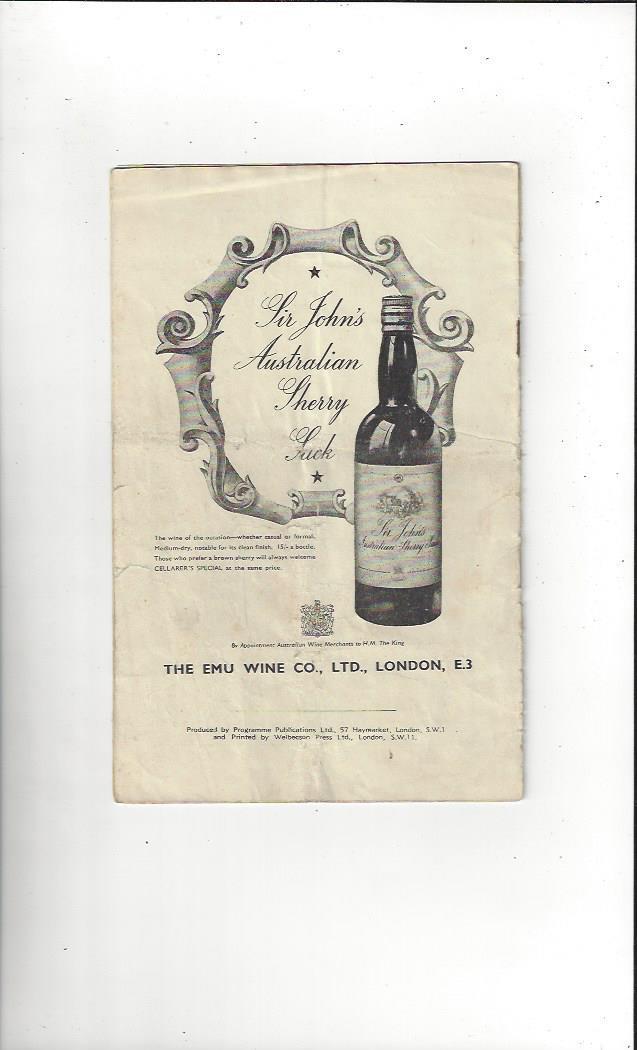 Sir John's
Australian
Sherry
Sack
The wine of the occasion—whether casual or formal.
Medium-dry, notable for its clean finish. 15/- a bottle.
Those who prefer a brown sherry will always welcome
CELLARER'S SPECIAL at the same price.
Sir John's
Australian Sherry Sack
By Appointment Australian Wine Merchants to H.M. The King
THE EMU WINE CO., LTD., LONDON, E.3
Produced by Programme Publications Ltd., 57 Haymarket, London, S.W.1
and Printed by Welbecson Press Ltd., London, S.W.11.